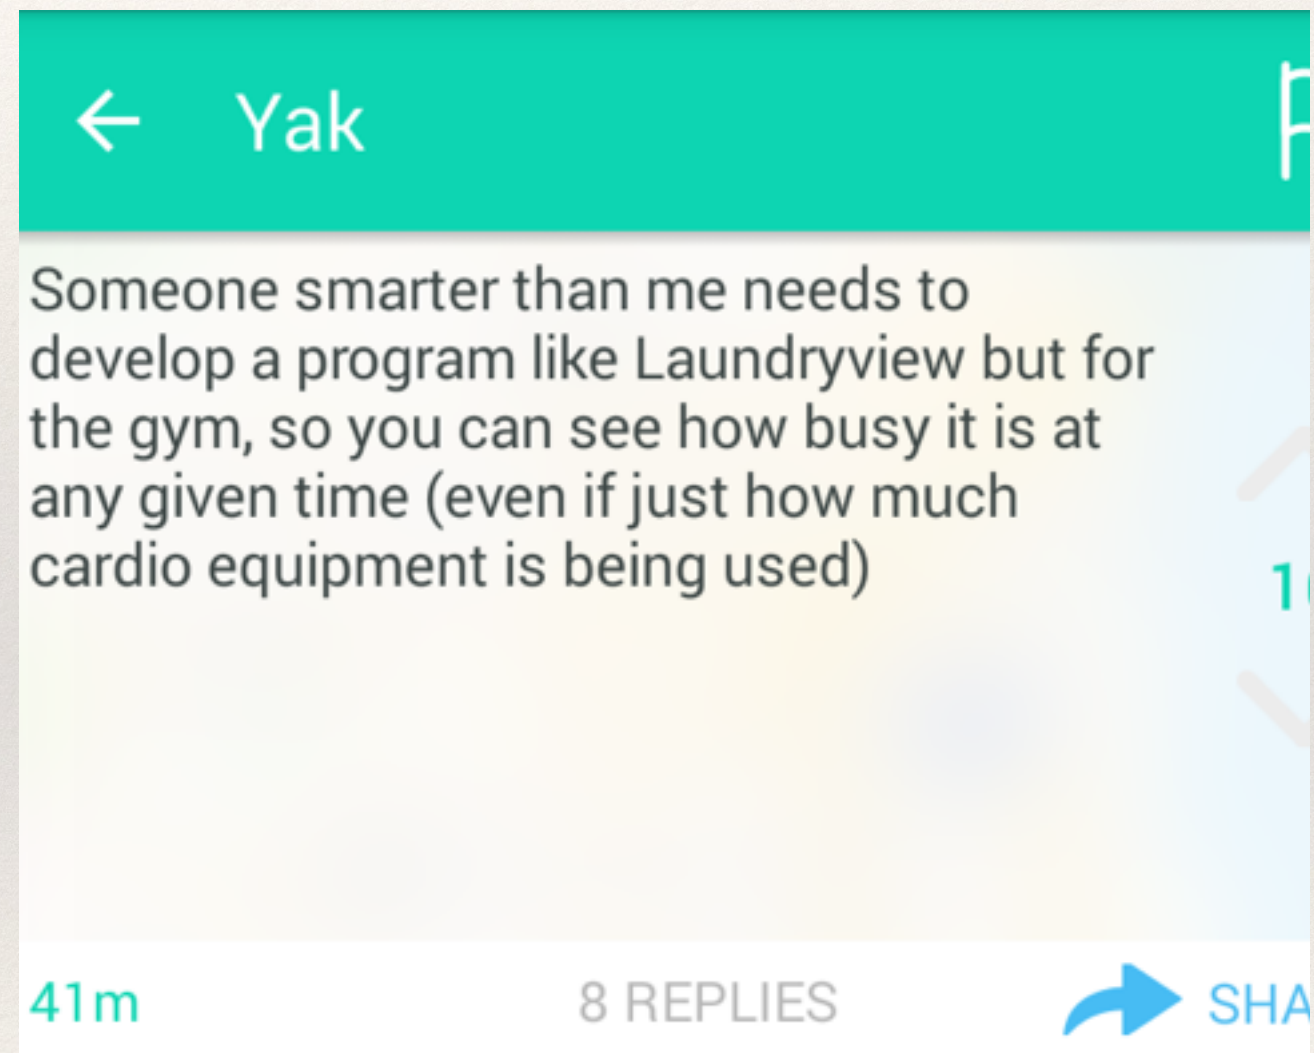 Yak
Someone smarter than me needs to
develop a program like Laundryview but for
the gym, so you can see how busy it is at
any given time (even if just how much
cardio equipment is being used)
41m
8 REPLIES